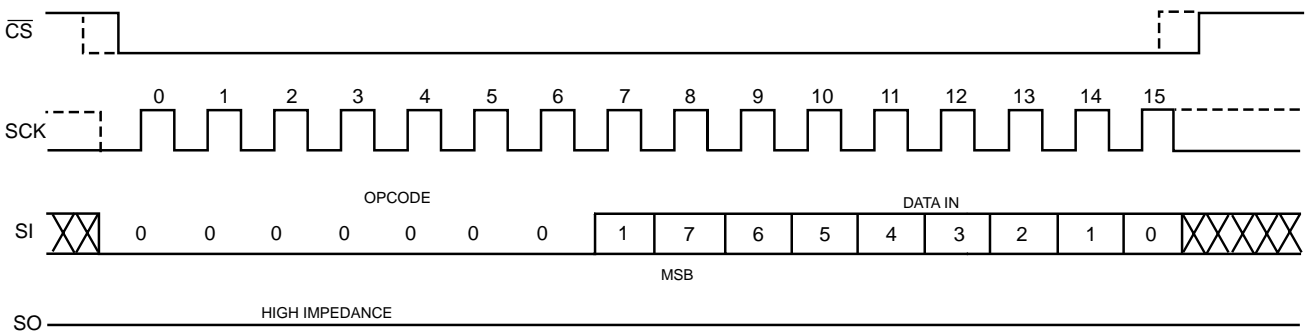 CS
0 1 2 3 4 5 6 7 8 9 10 11 12 13 14 15
SCK
OPCODE
DATA IN
SI
0 0 0 0 0 0 0 1 7 6 5 4 3 2 1 0
MSB
HIGH IMPEDANCE
SO